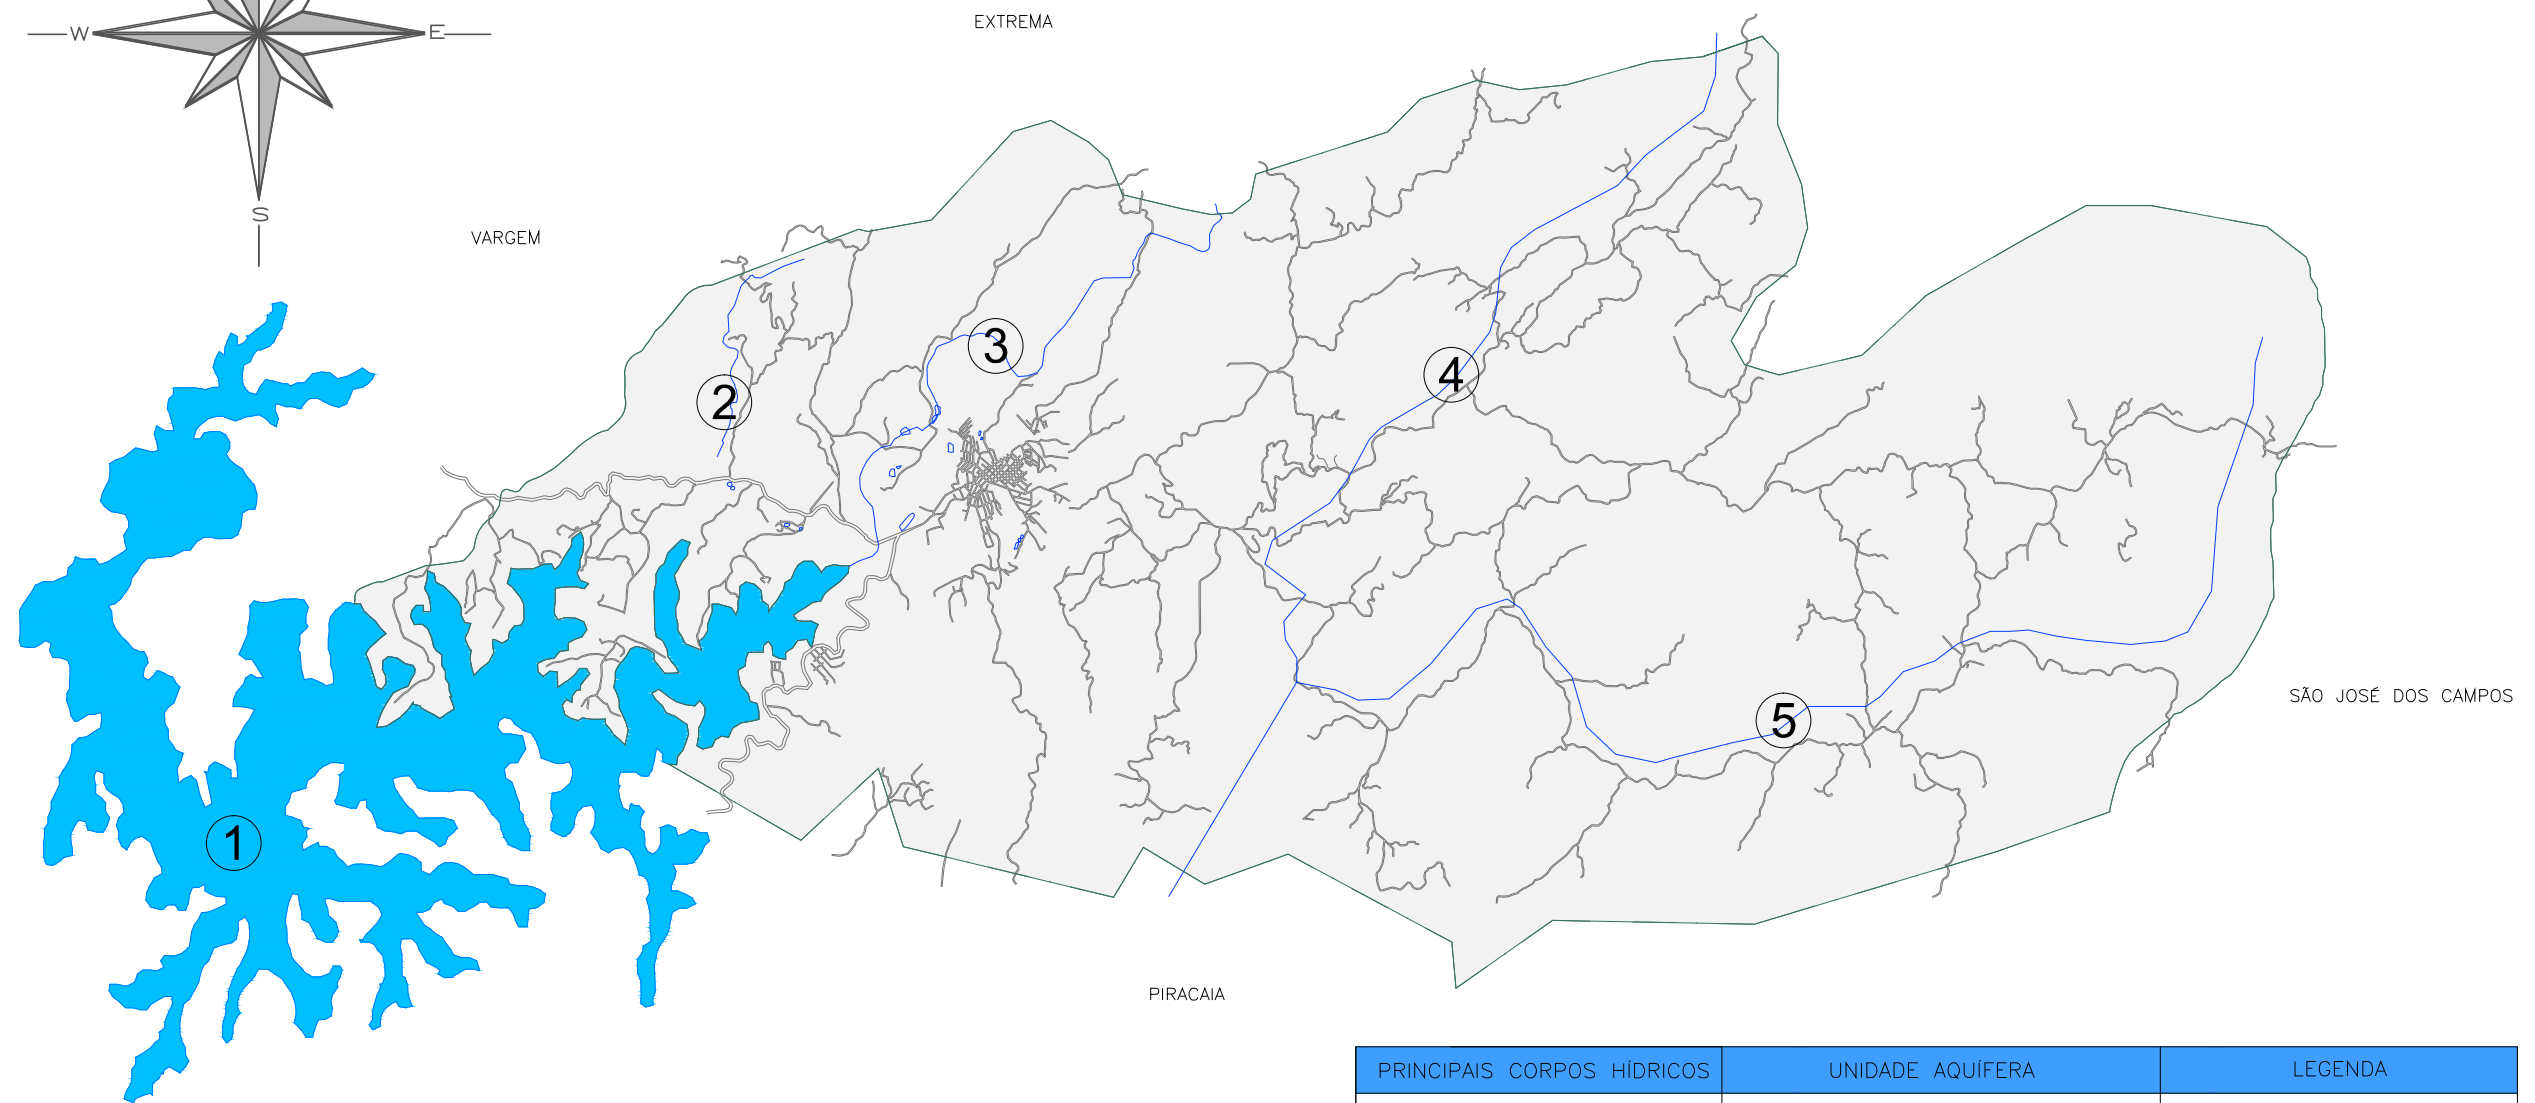 EXTREMA
W
E
S
VARGEM
3
4
2
SÃO JOSÉ DOS CAMPOS
5
1
PIRACAIA
PRINCIPAIS CORPOS HÍDRICOS
UNIDADE AQUÍFERA
LEGENDA